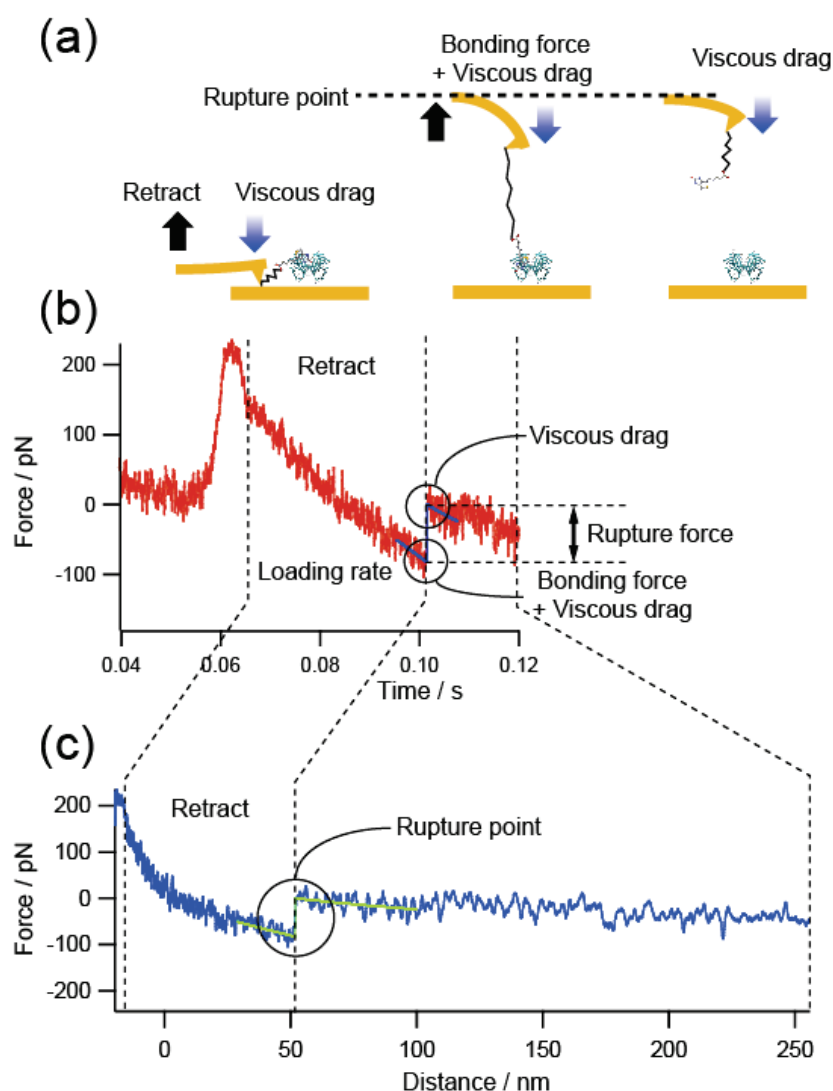 (a)
Bonding force
+ Viscous drag
Viscous drag
Rupture point
Retract
Viscous drag
(b)
200
100
0
-100
Force / pN
Retract
Viscous drag
Rupture force
Loading rate
Bonding force
+ Viscous drag
0.04
0.06
0.08
0.10
0.12
Time / s
(c)
200
100
0
-100
-200
Force / pN
Retract
Rupture point
0
50
100
150
200
250
Distance / nm